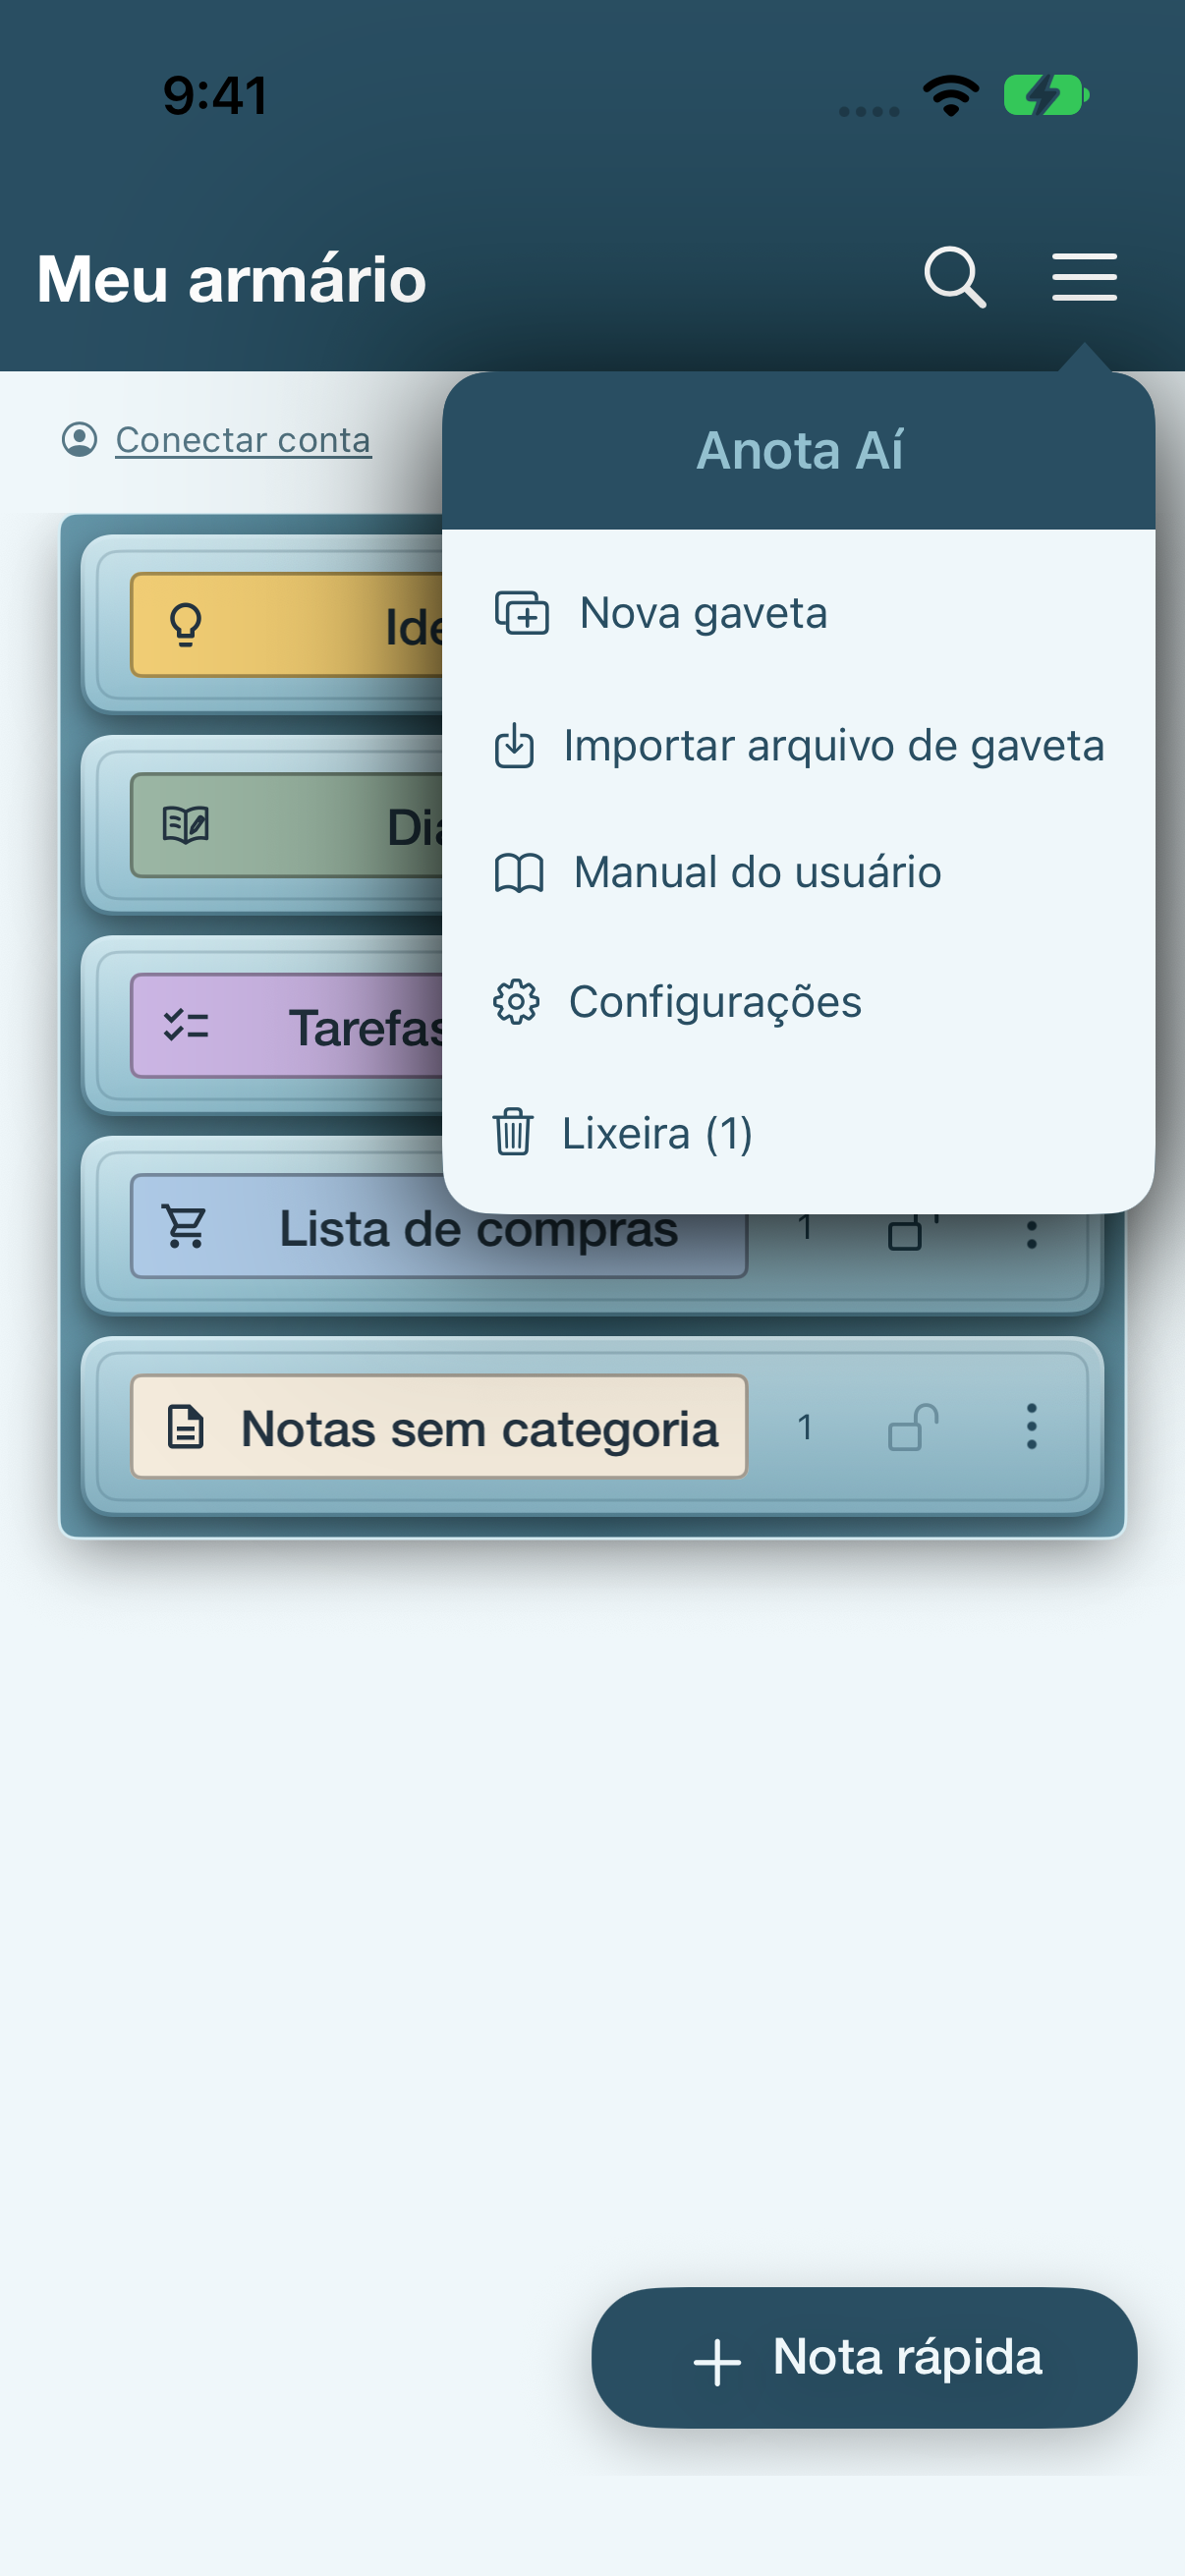 9:41
Meu armário
Conectar conta
Anota Aí
Nova gaveta
Importar arquivo de gaveta
Manual do usuário
Configurações
Lixeira (1)
Tarefas
Lista de compras 1
Notas sem categoria 1
Nota rápida